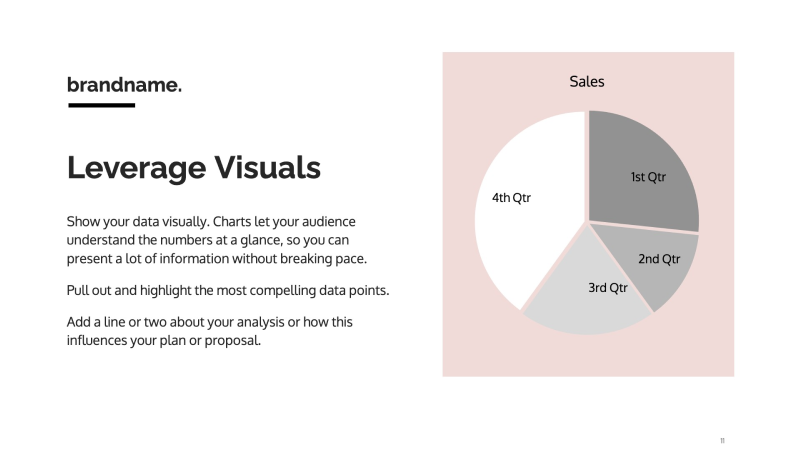 brandname.
Leverage Visuals
Show your data visually. Charts let your audience
understand the numbers at a glance, so you can
present a lot of information without breaking pace.
Pull out and highlight the most compelling data points.
Add a line or two about your analysis or how this
influences your plan or proposal.
Sales
1st Qtr
4th Qtr
2nd Qtr
3rd Qtr
11